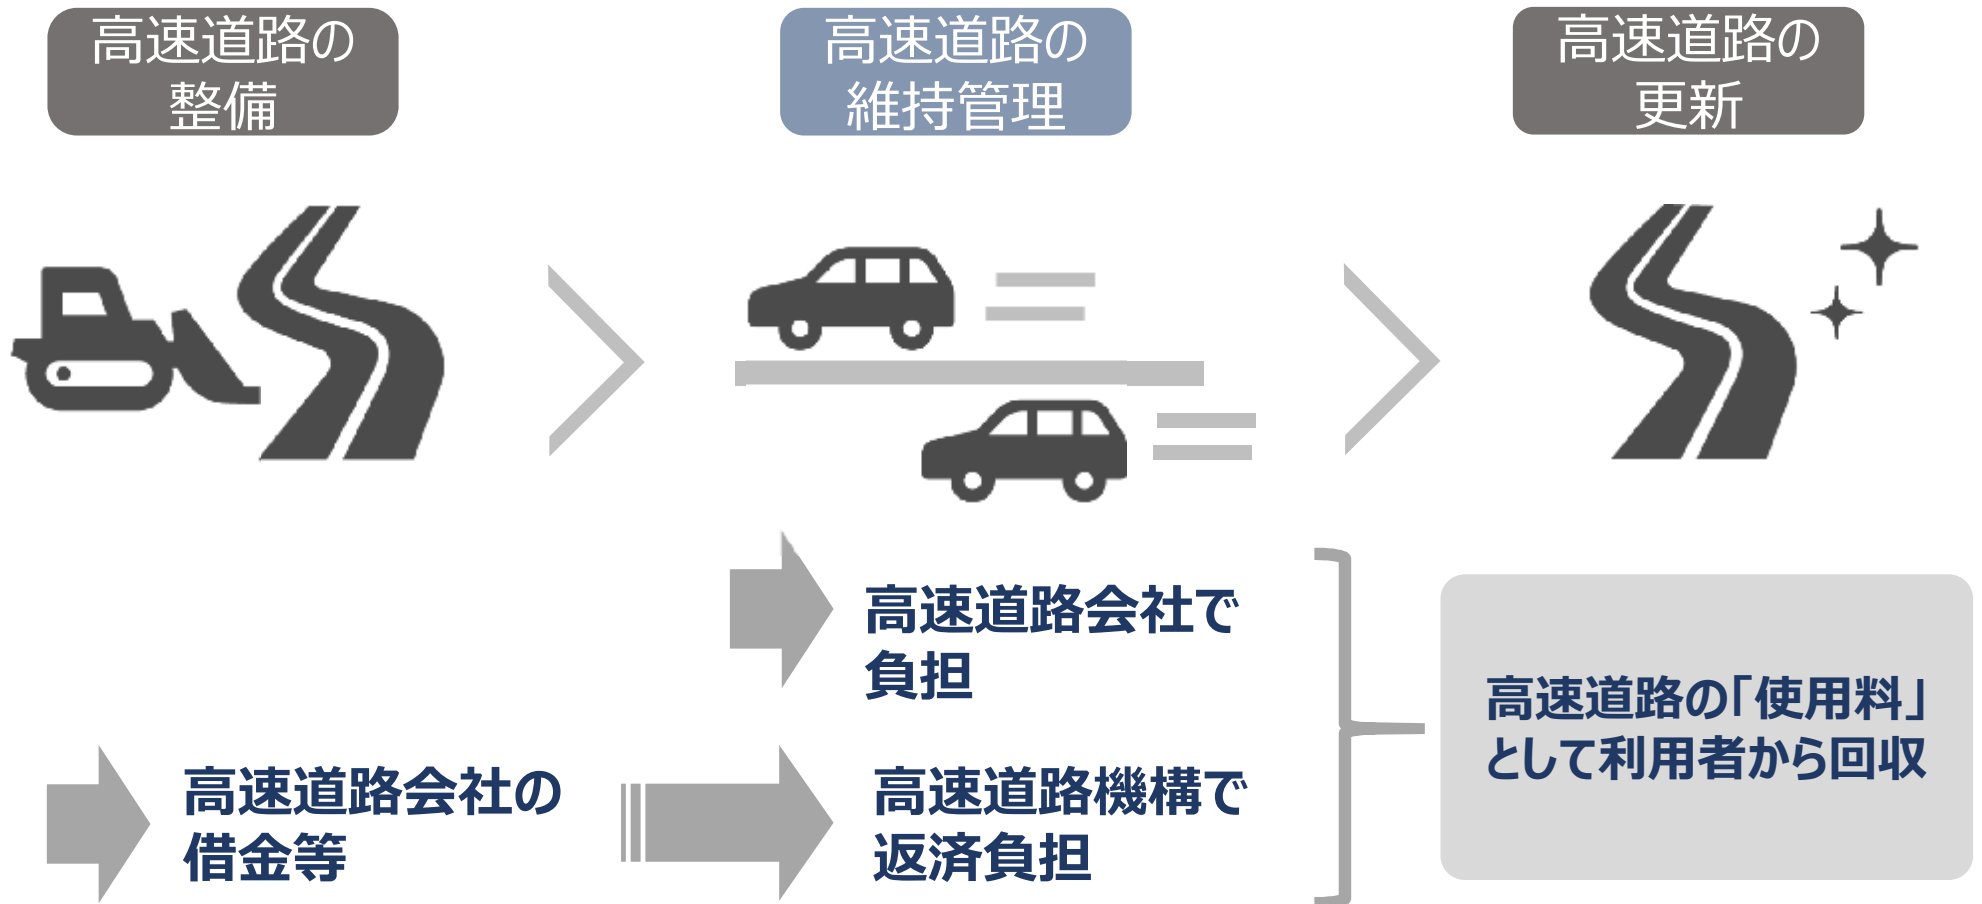 高速道路の
整備
高速道路の
維持管理
高速道路の
更新
高速道路会社で
負担
高速道路会社の
借金等
高速道路機構で
返済負担
高速道路の「使用料」
として利用者から回収